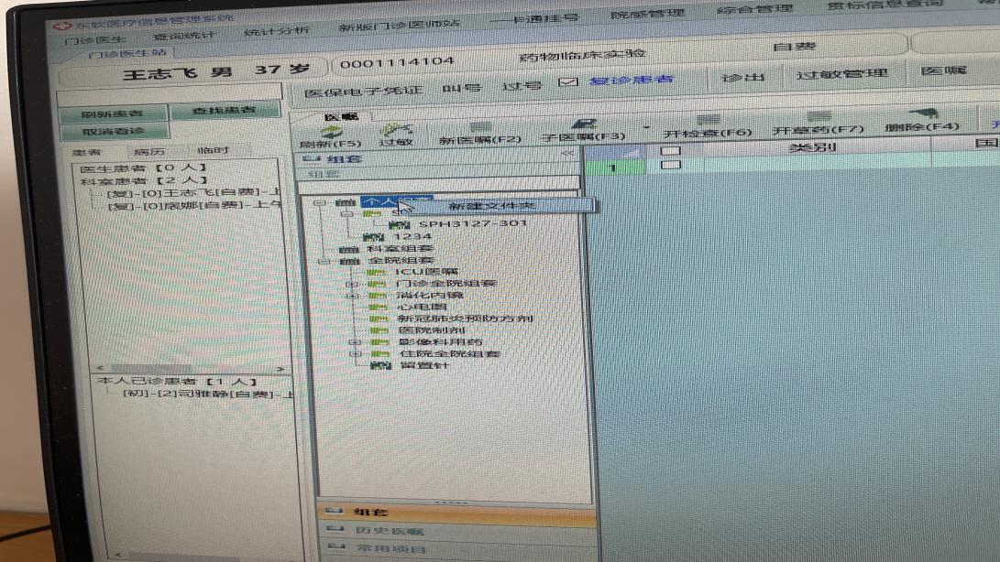 东软医疗信息管理系统
门诊医生 查询统计 统计分析 新版门诊医师站 一卡通挂号 院感管理 综合管理 贯标信息查询
门诊医生站
王志飞 男 37 岁 0001114104 药物临床实验 自费
医保电子凭证 叫号 过号 复诊患者 诊出 过敏管理 医嘱
刷新患者 查找患者
取消看诊
患者 病历 临时
医生患者【0 人】
科室患者【2 人】
[复]-[0]王志飞[自费]-上
娜[自费]-上午
本人已诊患者【1 人】
[初]-[2]司雅静[自费]-上
医嘱
刷新(F5) 过敏 新医嘱(F2) 子医嘱(F3) 开检查(F6) 开草药(F7) 删除(F4)
组套 <<
组套
个人
新建文件夹
SPH3127-301
1234
科室组套
全院组套
ICU医嘱
门诊全院组套
消化内镜
心电图
新冠肺炎预防方剂
医院制剂
影像科用药
住院全院组套
留置针
组套
历史医嘱
常用项目
类别 国
1